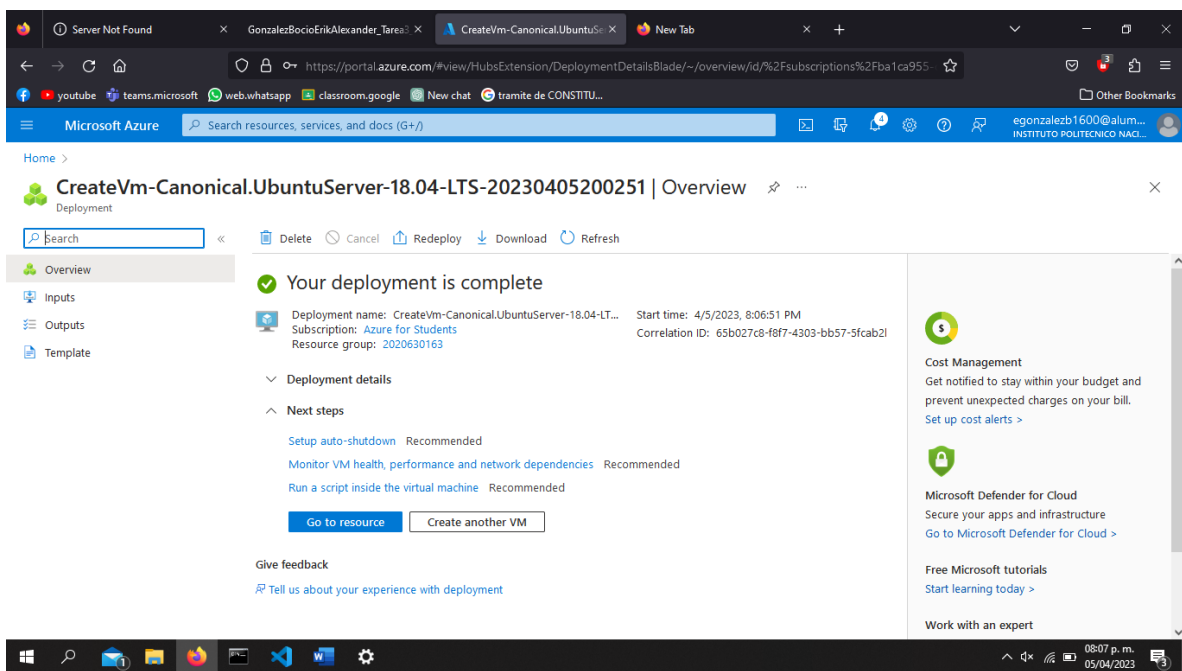 Server Not Found
GonzalezBocioErikAlexander_Tarea3
CreateVm-Canonical.UbuntuSe
New Tab
https://portal.azure.com/#view/HubsExtension/DeploymentDetailsBlade/~/overview/id/%2Fsubscriptions%2Fba1ca955-
3
youtube
teams.microsoft
web.whatsapp
classroom.google
New chat
tramite de CONSTITU...
Other Bookmarks
Microsoft Azure
Search resources, services, and docs (G+/)
4
egonzalezb1600@alum...
INSTITUTO POLITECNICO NACI...
Home >
CreateVm-Canonical.UbuntuServer-18.04-LTS-20230405200251 | Overview
Deployment
Search
Delete
Cancel
Redeploy
Download
Refresh
Overview
Inputs
Outputs
Template
Your deployment is complete
Deployment name: CreateVm-Canonical.UbuntuServer-18.04-LT...
Subscription: Azure for Students
Resource group: 2020630163
Start time: 4/5/2023, 8:06:51 PM
Correlation ID: 65b027c8-f8f7-4303-bb57-5fcab2
Deployment details
Next steps
Setup auto-shutdown Recommended
Monitor VM health, performance and network dependencies Recommended
Run a script inside the virtual machine Recommended
Go to resource
Create another VM
Give feedback
Tell us about your experience with deployment
Cost Management
Get notified to stay within your budget and
prevent unexpected charges on your bill.
Set up cost alerts >
Microsoft Defender for Cloud
Secure your apps and infrastructure
Go to Microsoft Defender for Cloud >
Free Microsoft tutorials
Start learning today >
Work with an expert
1
08:07 p. m.
05/04/2023
3